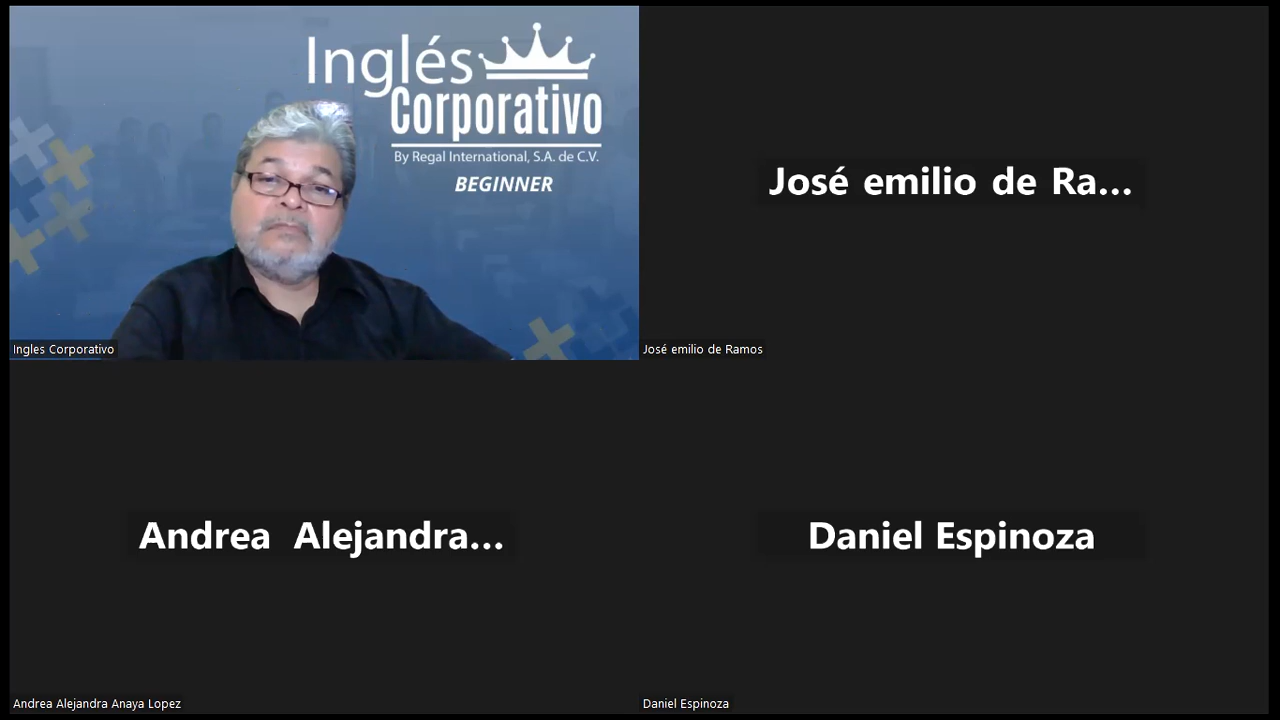 Inglés
Corporativo
By Regal International, S.A. de C.V.
BEGINNER
Ingles Corporativo
José emilio de Ra...
José emilio de Ramos
Andrea Alejandra...
Andrea Alejandra Anaya Lopez
Daniel Espinoza
Daniel Espinoza